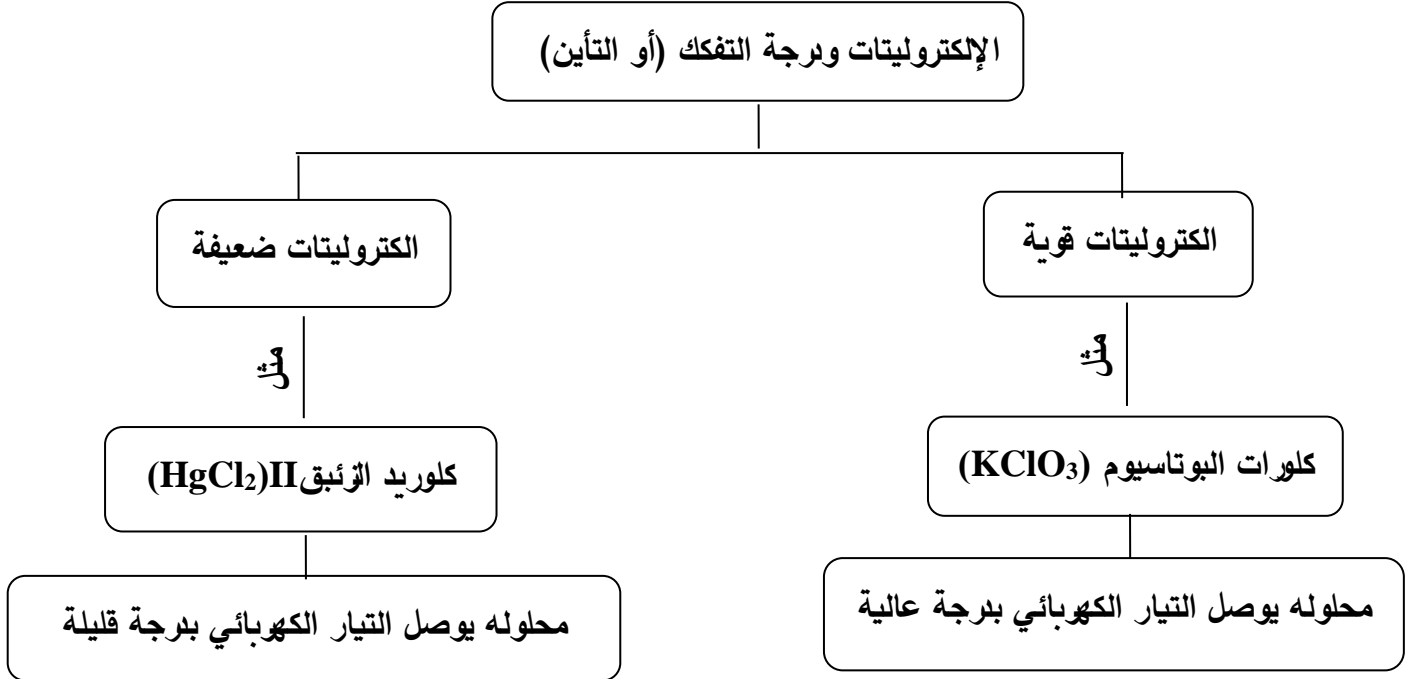 الإلكتروليتات ودرجة التفكك (أو التأين)
الكتروليتات قوية
الكتروليتات ضعيفة
مثل
مثل
كلورات البوتاسيوم (KClO₃)
كلوريد الزئبقII(HgCl₂)
محلوله يوصل التيار الكهربائي بدرجة عالية
محلوله يوصل التيار الكهربائي بدرجة قليلة